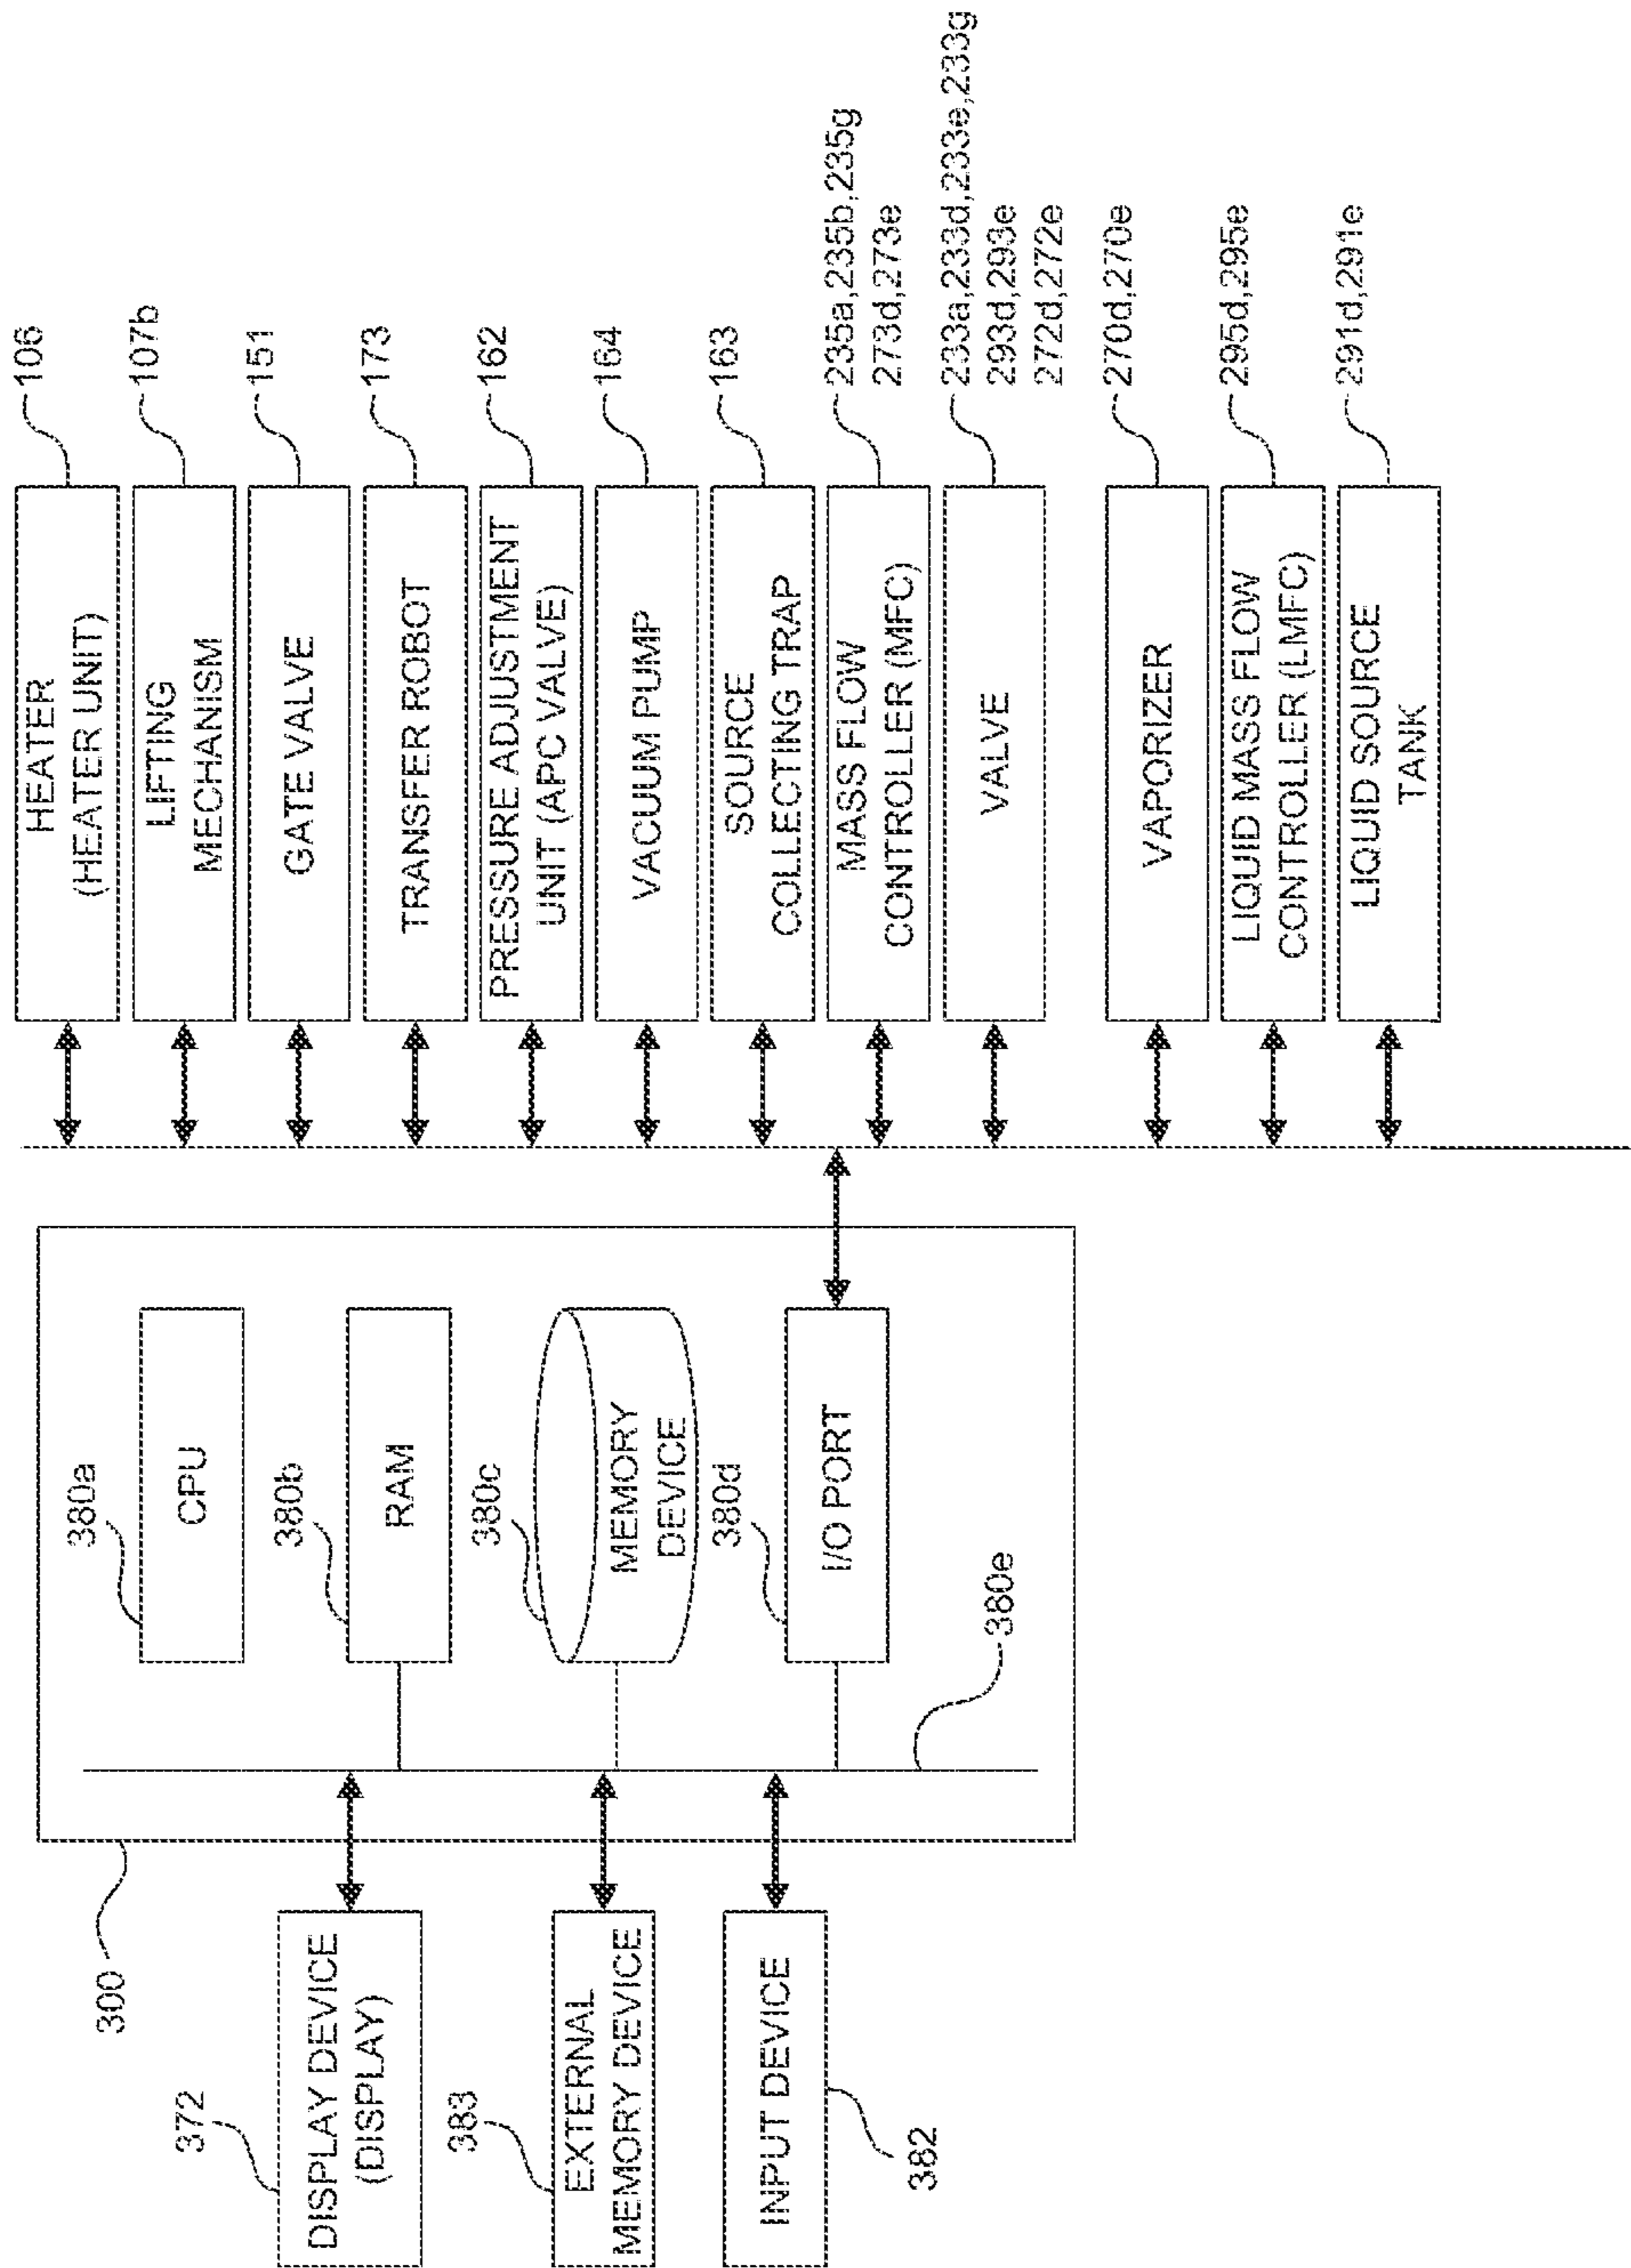 300
372
DISPLAY DEVICE
(DISPLAY)
383
EXTERNAL
MEMORY DEVICE
INPUT DEVICE
382
380a
CPU
380b
RAM
380c
MEMORY
DEVICE
380d
I/O PORT
380e
HEATER
(HEATER UNIT)
106
LIFTING
MECHANISM
107b
GATE VALVE
151
TRANSFER ROBOT
173
PRESSURE ADJUSTMENT
UNIT (APC VALVE)
162
VACUUM PUMP
164
SOURCE
COLLECTING TRAP
163
MASS FLOW
CONTROLLER (MFC)
235a,235b,235g
273d,273e
VALVE
233a,233d,233e,233g
293d,293e
272d,272e
VAPORIZER
270d,270e
LIQUID MASS FLOW
CONTROLLER (LMFC)
295d,295e
LIQUID SOURCE
TANK
291d,291e